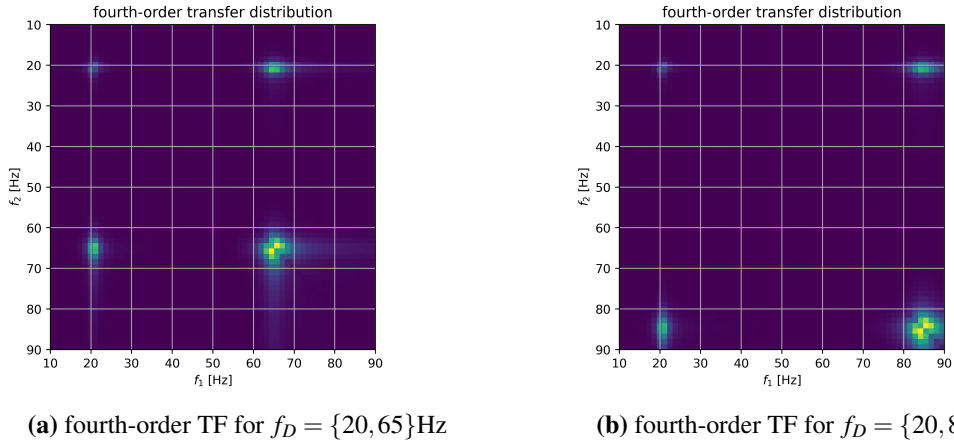 fourth-order transfer distribution
10
20
30
40
50
60
70
80
90
f2 [Hz]
10 20 30 40 50 60 70 80 90
f1 [Hz]
(a) fourth-order TF for fD = {20,65}Hz
fourth-order transfer distribution
10
20
30
40
50
60
70
80
90
f2 [Hz]
10 20 30 40 50 60 70 80 90
f1 [Hz]
(b) fourth-order TF for fD = {20,8